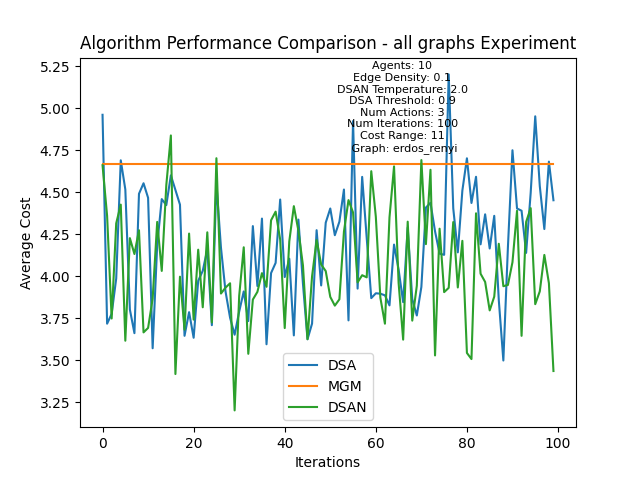 Algorithm Performance Comparison - all graphs Experiment
Agents: 10
Edge Density: 0.1
DSAN Temperature: 2.0
DSA Threshold: 0.9
Num Actions: 3
Num Iterations: 100
Cost Range: 11
Graph: erdos_renyi
Average Cost
5.25
5.00
4.75
4.50
4.25
4.00
3.75
3.50
3.25
DSA
MGM
DSAN
0 20 40 60 80 100
Iterations